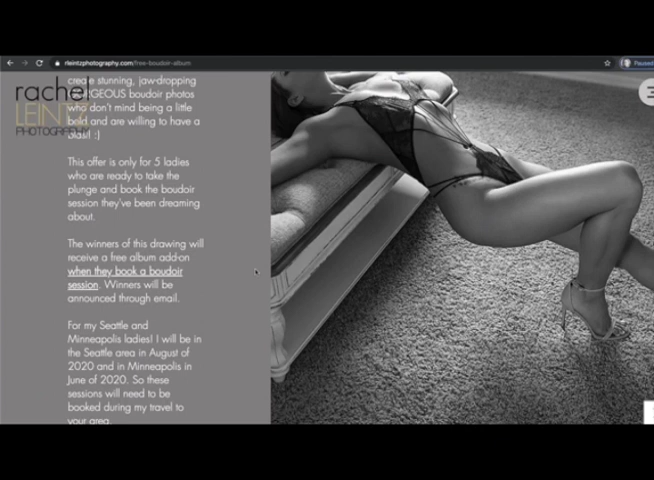 rleintzphotography.com/free-boudoir-album
Paused
create stunning, jaw-dropping
GORGEOUS boudoir photos
who don't mind being a little
bold and are willing to have a
blast! :)
rachel
LEINTZ
PHOTOGRAPHY
This offer is only for 5 ladies
who are ready to take the
plunge and book the boudoir
session they've been dreaming
about.
The winners of this drawing will
receive a free album add-on
when they book a boudoir
session. Winners will be
announced through email.
For my Seattle and
Minneapolis ladies! I will be in
the Seattle area in August of
2020 and in Minneapolis in
June of 2020. So these
sessions will need to be
booked during my travel to
your area.